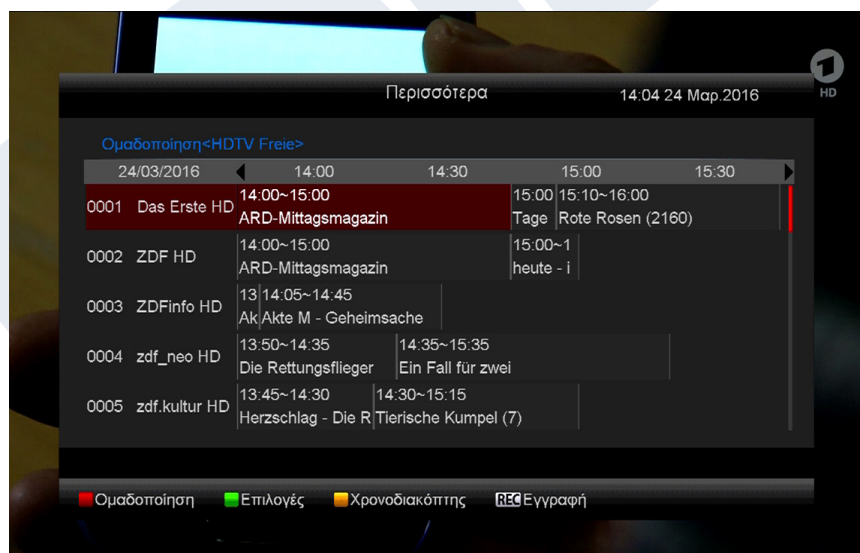 Περισσότερα
14:04 24 Μαρ.2016
HD
Ομαδοποίηση<HDTV Freie>
24/03/2016 14:00 14:30 15:00 15:30
0001 Das Erste HD
14:00~15:00 15:00 15:10~16:00
ARD-Mittagsmagazin Tage Rote Rosen (2160)
0002 ZDF HD
14:00~15:00 15:00~1
ARD-Mittagsmagazin heute - i
0003 ZDFinfo HD
13 14:05~14:45
Ak Akte M - Geheimsache
0004 zdf_neo HD
13:50~14:35 14:35~15:35
Die Rettungsflieger Ein Fall für zwei
0005 zdf.kultur HD
13:45~14:30 14:30~15:15
Herzschlag - Die R Tierische Kumpel (7)
Ομαδοποίηση Επιλογές Χρονοδιακόπτης REC Εγγραφή